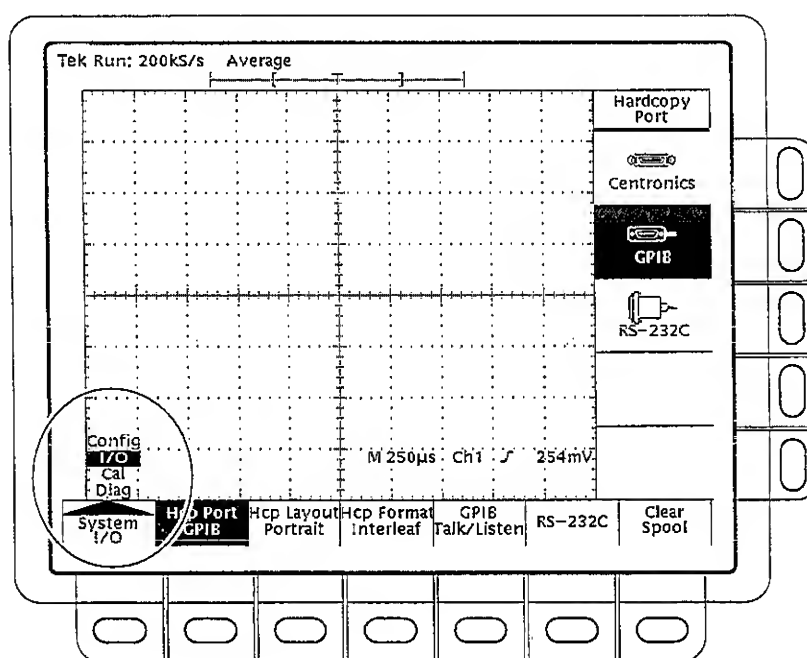 Tek Run: 200kS/s Average
Hardcopy
Port
Centronics
GPIB
RS-232C
Config
I/O
Cal
Diag
M 250µs Ch1 ƒ 254mV
System
I/O
Hcp Port
GPIB
Hcp Layout
Portrait
Hcp Format
Interleaf
GPIB
Talk/Listen
RS-232C
Clear
Spool